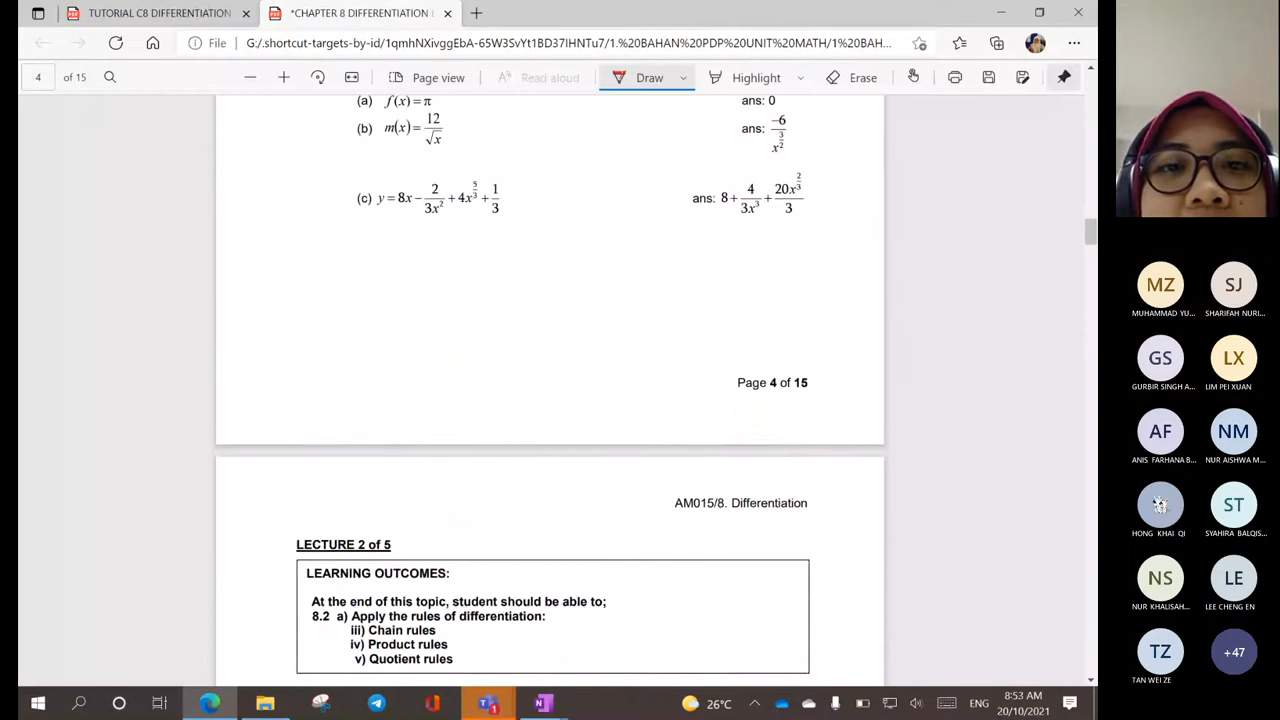 TUTORIAL C8 DIFFERENTIATION
*CHAPTER 8 DIFFERENTIATION
File
G:/.shortcut-targets-by-id/1qmhNXivggEbA-65W3SvYt1BD37IHNTu7/1.%20BAHAN%20PDP%20UNIT%20MATH/1%20BAH...
4 of 15
Page view
Read aloud
Draw
Highlight
Erase
(a) f(x) = π ans: 0
(b) m(x) = 12/√x ans: −6/x^(3/2)
(c) y = 8x − 2/(3x²) + 4x^(5/3) + 1/3 ans: 8 + 4/(3x³) + 20x^(2/3)/3
Page 4 of 15
AM015/8. Differentiation
LECTURE 2 of 5
LEARNING OUTCOMES:
At the end of this topic, student should be able to;
8.2 a) Apply the rules of differentiation:
iii) Chain rules
iv) Product rules
v) Quotient rules
MZ SJ
MUHAMMAD YU... SHARIFAH NURI...
GS LX
GURBIR SINGH A... LIM PEI XUAN
AF NM
ANIS FARHANA B... NUR AISHWA M...
ST
HONG KHAI QI SYAHIRA BALQIS...
NS LE
NUR KHALISAH... LEE CHENG EN
TZ +47
TAN WEI ZE
1
26°C
ENG
8:53 AM
20/10/2021